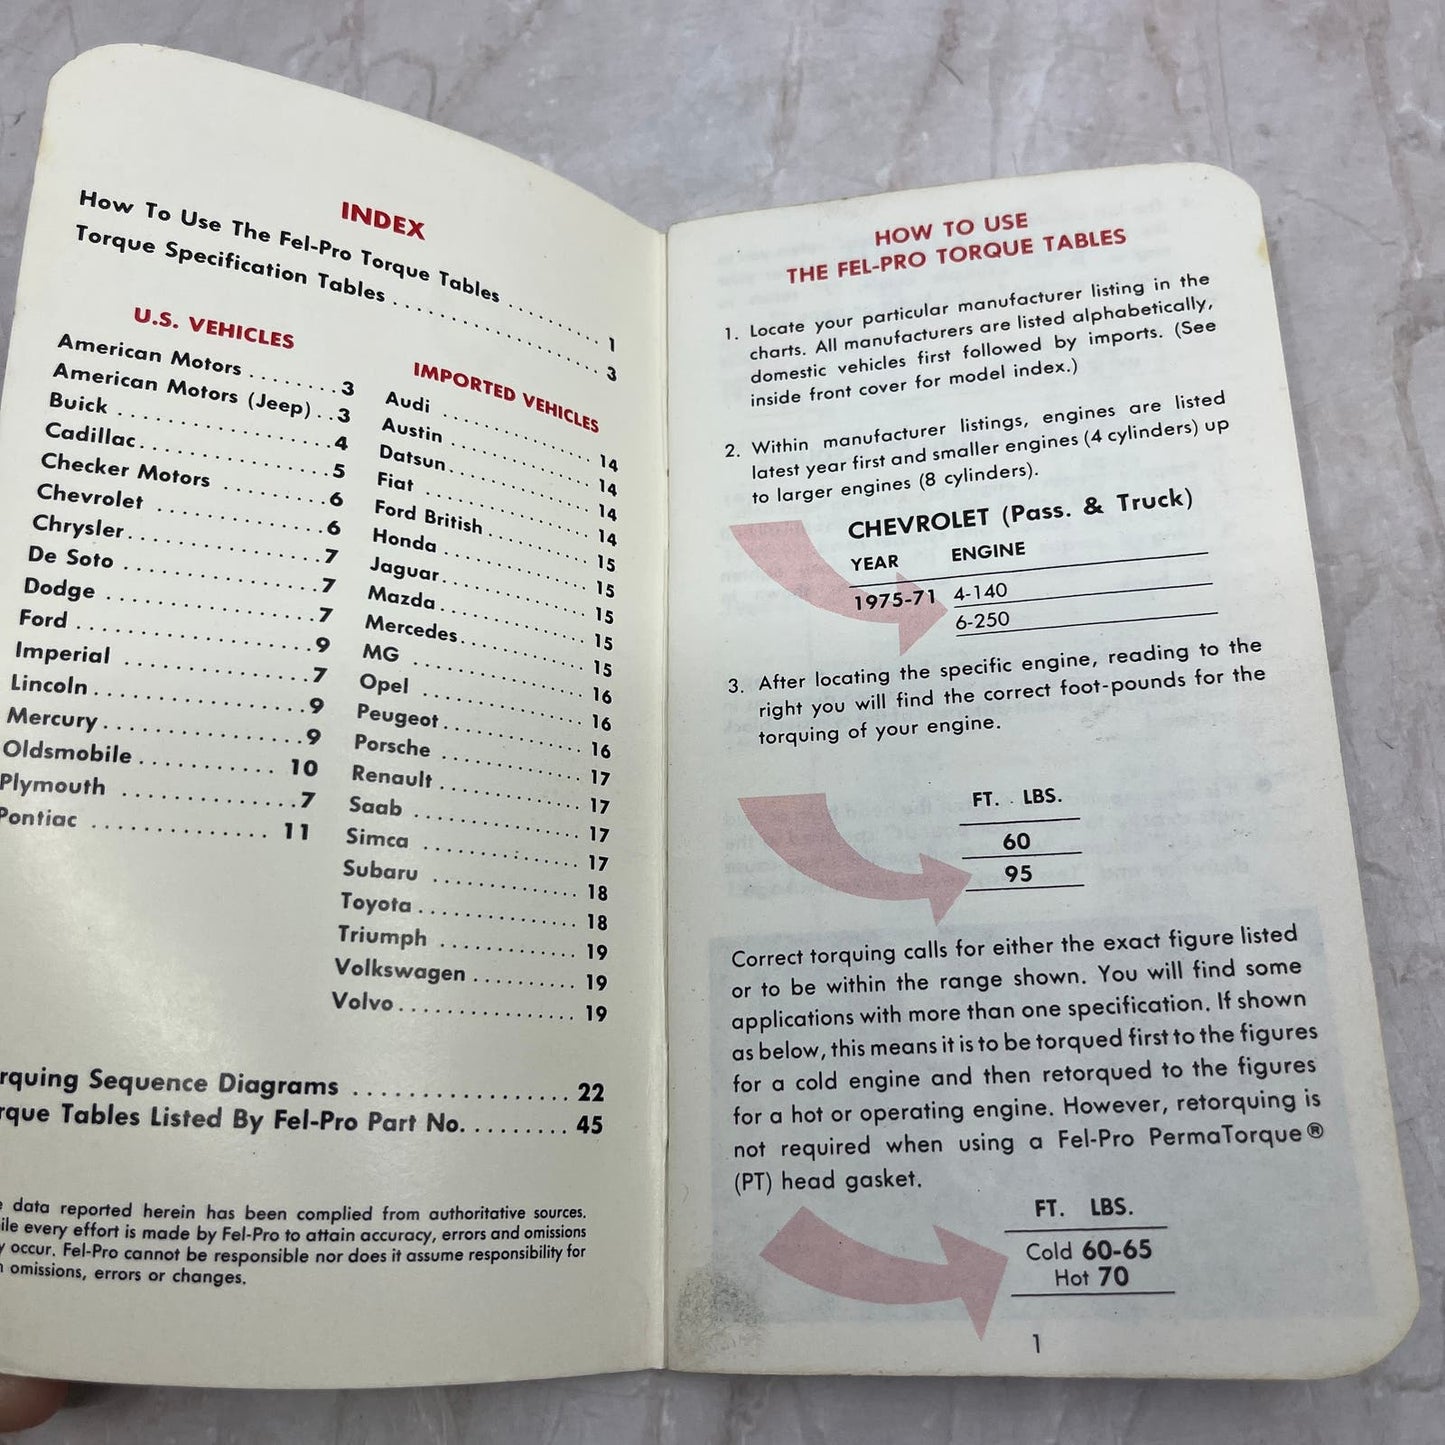 INDEX
How To Use The Fel-Pro Torque Tables .......... 1
Torque Specification Tables .................... 3
U.S. VEHICLES
American Motors ........ 3
American Motors (Jeep) .. 3
Buick .................. 4
Cadillac ............... 5
Checker Motors ......... 6
Chevrolet .............. 6
Chrysler ............... 7
De Soto ................ 7
Dodge .................. 7
Ford ................... 9
Imperial ............... 7
Lincoln ................ 9
Mercury ................ 9
Oldsmobile ............ 10
Plymouth ............... 7
Pontiac ............... 11
IMPORTED VEHICLES
Audi .............. 14
Austin ............ 14
Datsun ............ 14
Fiat .............. 14
Ford British ...... 15
Honda ............. 15
Jaguar ............ 15
Mazda ............. 15
Mercedes .......... 15
MG ................ 16
Opel .............. 16
Peugeot ........... 16
Porsche ........... 17
Renault ........... 17
Saab .............. 17
Simca ............. 17
Subaru ............ 18
Toyota ............ 18
Triumph ........... 19
Volkswagen ........ 19
Volvo ............. 19
rquing Sequence Diagrams ................. 22
rque Tables Listed By Fel-Pro Part No. ........ 45
e data reported herein has been complied from authoritative sources.
ile every effort is made by Fel-Pro to attain accuracy, errors and omissions
y occur. Fel-Pro cannot be responsible nor does it assume responsibility for
omissions, errors or changes.
HOW TO USE
THE FEL-PRO TORQUE TABLES
1. Locate your particular manufacturer listing in the
charts. All manufacturers are listed alphabetically,
domestic vehicles first followed by imports. (See
inside front cover for model index.)
2. Within manufacturer listings, engines are listed
latest year first and smaller engines (4 cylinders) up
to larger engines (8 cylinders).
CHEVROLET (Pass. & Truck)
YEAR ENGINE
1975-71 4-140
6-250
3. After locating the specific engine, reading to the
right you will find the correct foot-pounds for the
torquing of your engine.
FT. LBS.
60
95
Correct torquing calls for either the exact figure listed
or to be within the range shown. You will find some
applications with more than one specification. If shown
as below, this means it is to be torqued first to the figures
for a cold engine and then retorqued to the figures
for a hot or operating engine. However, retorquing is
not required when using a Fel-Pro PermaTorque®
(PT) head gasket.
FT. LBS.
Cold 60-65
Hot 70
1